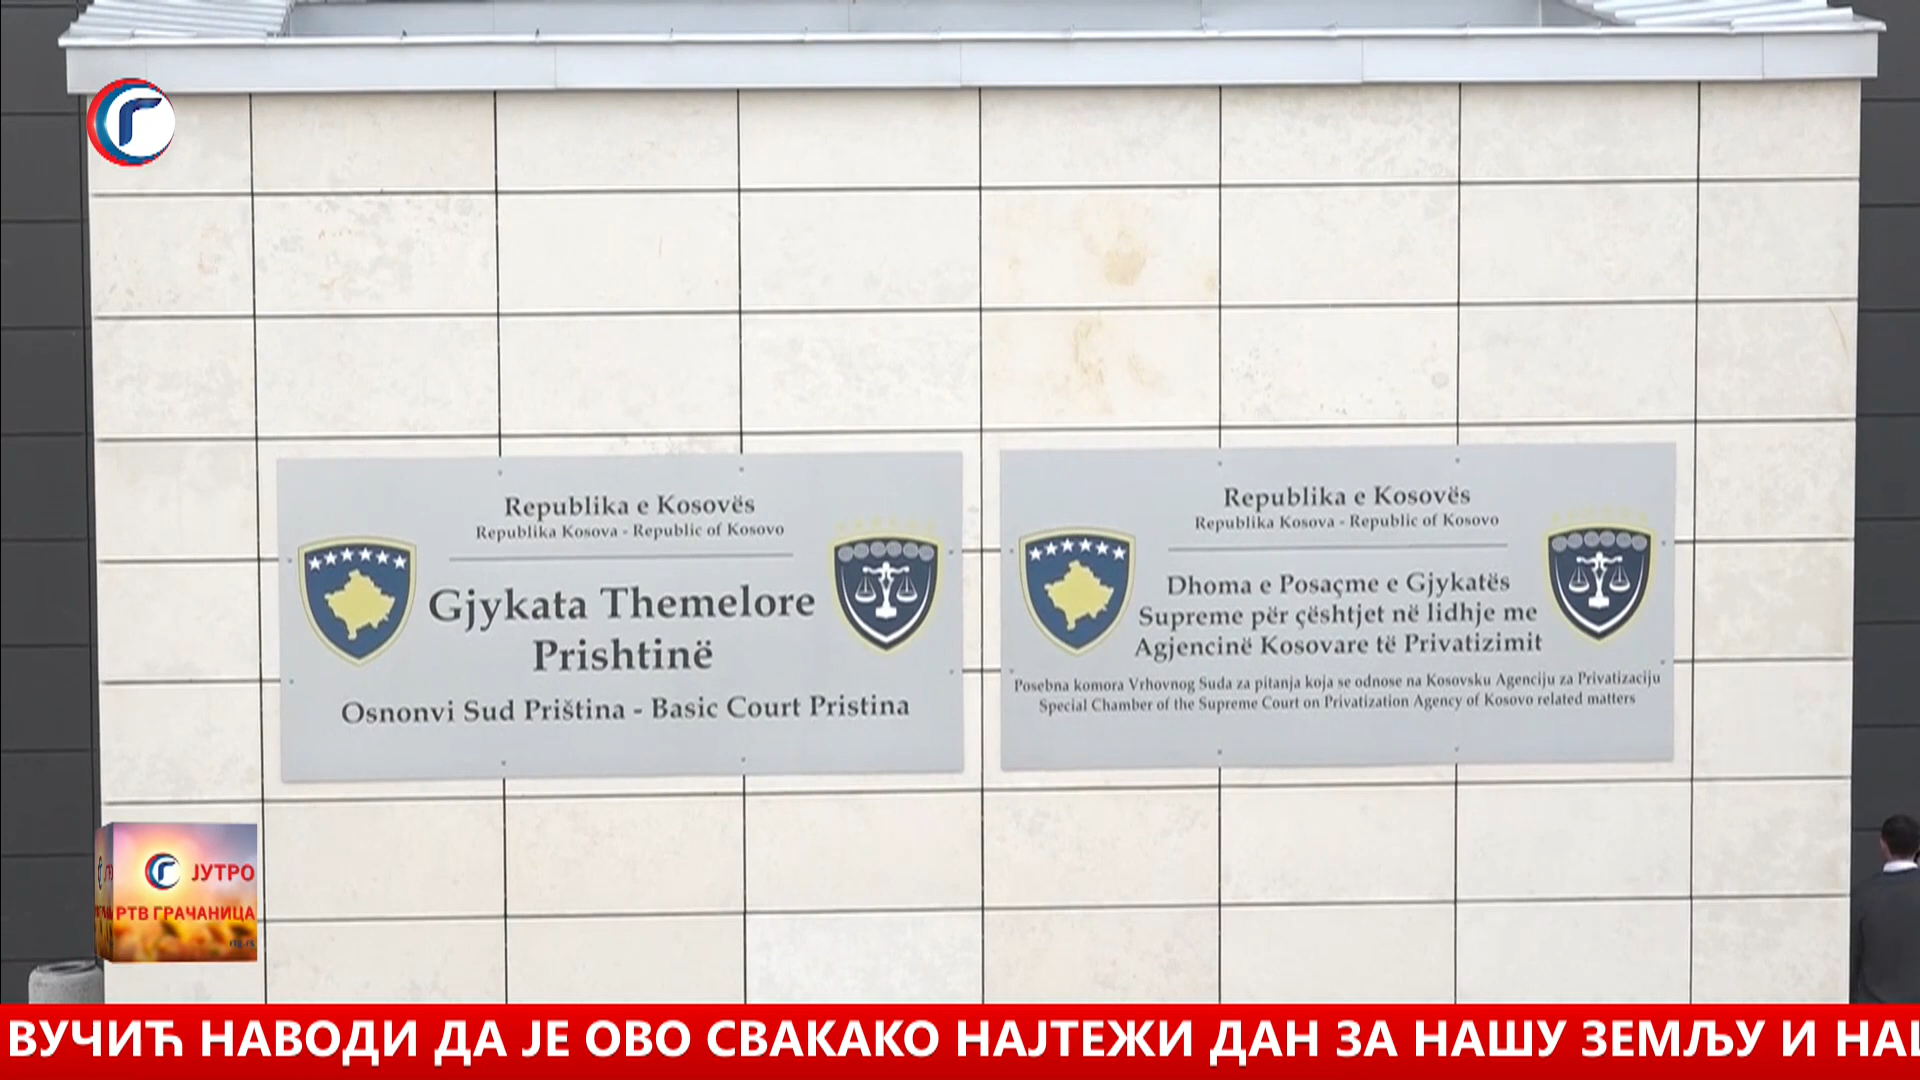 Republika e Kosovës
Republika Kosova - Republic of Kosovo
Gjykata Themelore
Prishtinë
Osnonvi Sud Priština - Basic Court Pristina
Republika e Kosovës
Republika Kosova - Republic of Kosovo
Dhoma e Posaçme e Gjykatës
Supreme për çështjet në lidhje me
Agjencinë Kosovare të Privatizimit
Posebna komora Vrhovnog Suda za pitanja koja se odnose na Kosovsku Agenciju za Privatizaciju
Special Chamber of the Supreme Court on Privatization Agency of Kosovo related matters
ЈУТРО
РТВ ГРАЧАНИЦА
ВУЧИЋ НАВОДИ ДА ЈЕ ОВО СВАКАКО НАЈТЕЖИ ДАН ЗА НАШУ ЗЕМЉУ И